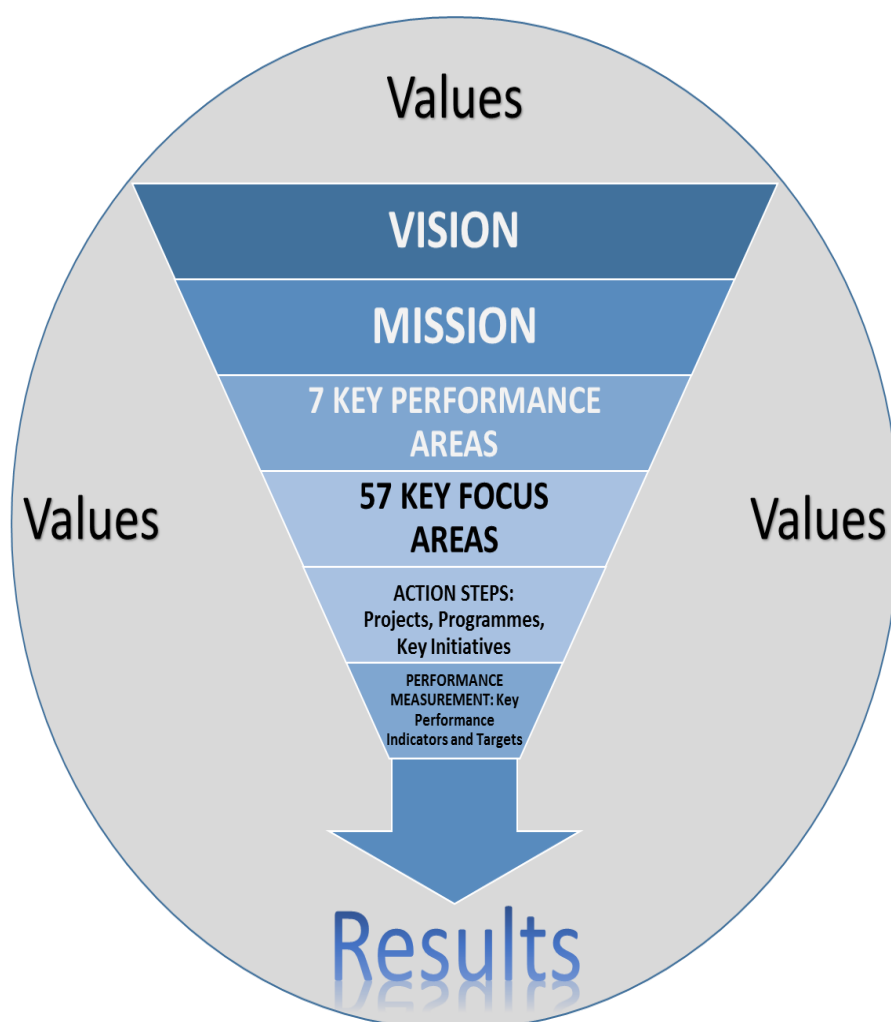 Values
VISION
MISSION
7 KEY PERFORMANCE
AREAS
57 KEY FOCUS
AREAS
Values
Values
ACTION STEPS:
Projects, Programmes,
Key Initiatives
PERFORMANCE
MEASUREMENT: Key
Performance
Indicators and Targets
Results